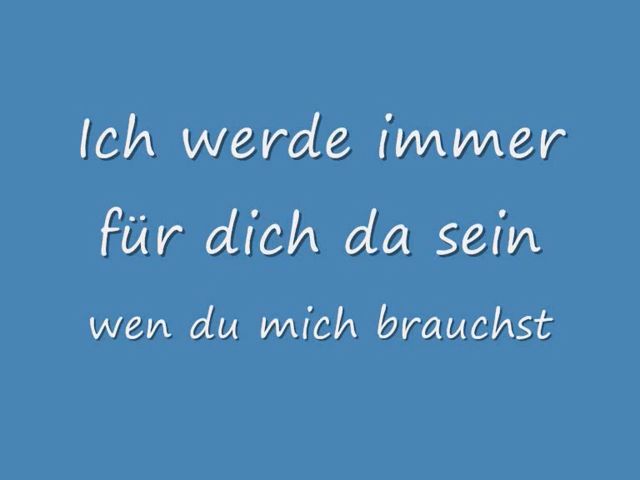 Ich werde immer
für dich da sein
wen du mich brauchst